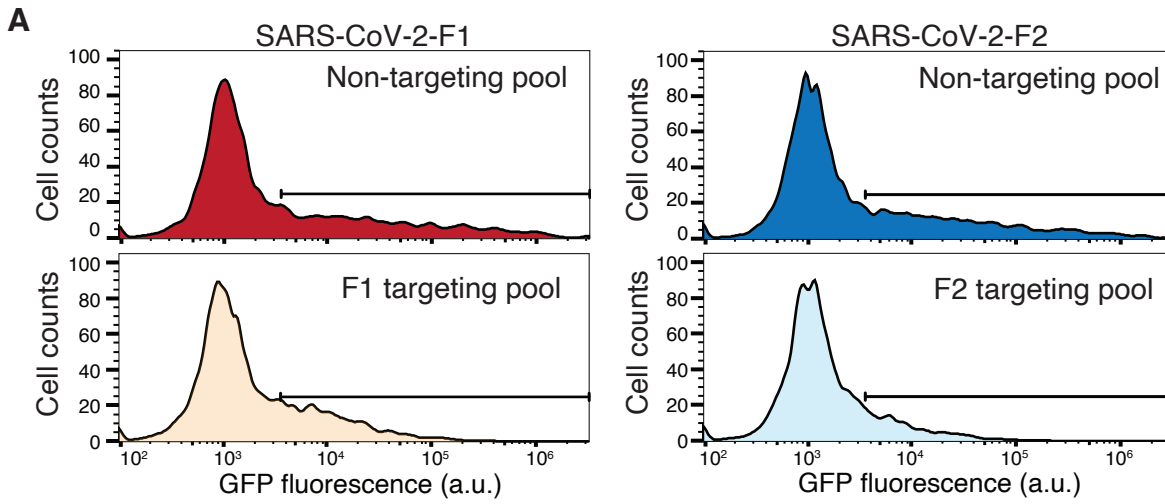 A
SARS-CoV-2-F1
Non-targeting pool
Cell counts
100
80
60
40
20
0
F1 targeting pool
Cell counts
100
80
60
40
20
0
10² 10³ 10⁴ 10⁵ 10⁶
GFP fluorescence (a.u.)
SARS-CoV-2-F2
Non-targeting pool
Cell counts
100
80
60
40
20
0
F2 targeting pool
Cell counts
100
80
60
40
20
0
10² 10³ 10⁴ 10⁵ 10⁶
GFP fluorescence (a.u.)